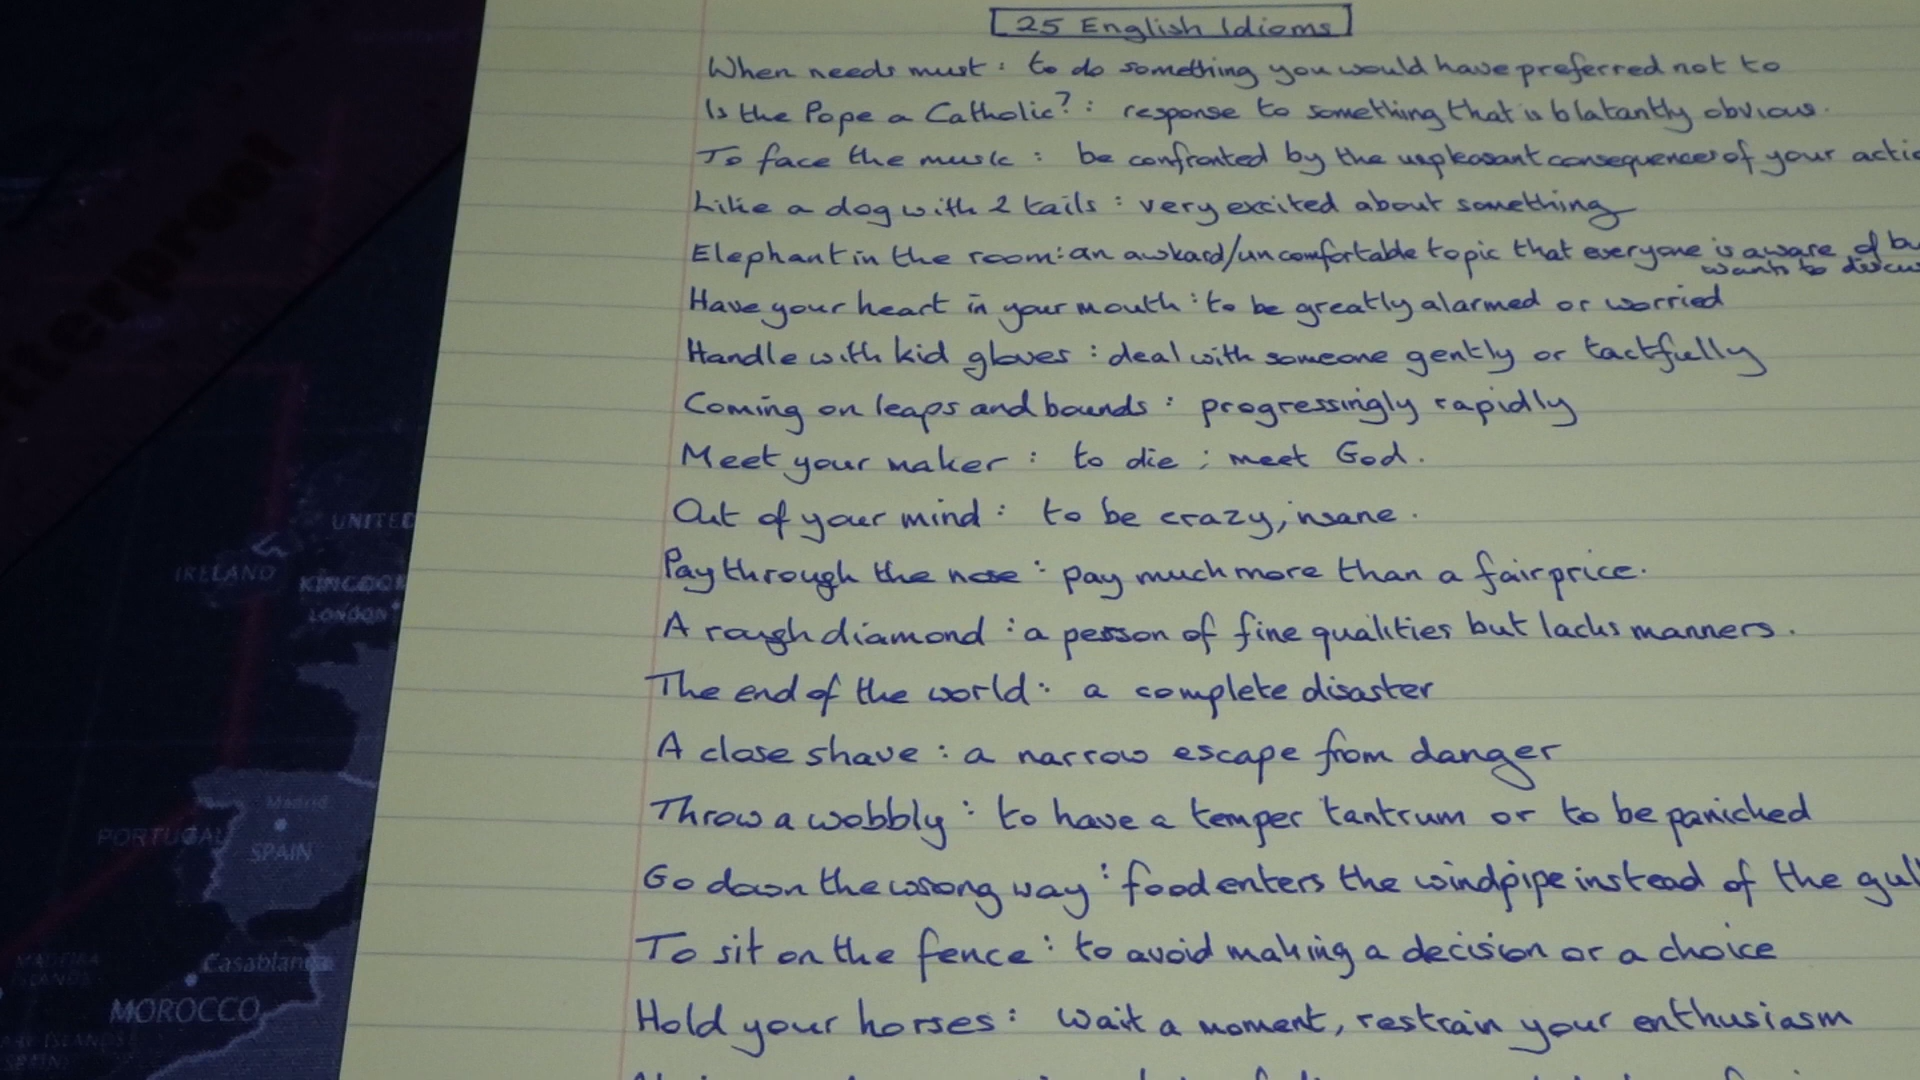 25 English Idioms
When needs must : to do something you would have preferred not to
Is the Pope a Catholic? : response to something that is blatantly obvious.
To face the music : be confronted by the unpleasant consequences of your
Like a dog with 2 tails : very excited about something
Elephant in the room : an awkard/uncomfortable topic that everyone is aware of
wants to
Have your heart in your mouth : to be greatly alarmed or worried
Handle with kid gloves : deal with someone gently or tactfully
Coming on leaps and bounds : progressingly rapidly
Meet your maker : to die ; meet God.
Out of your mind : to be crazy, insane.
Pay through the nose : pay much more than a fair price.
A rough diamond : a person of fine qualities but lacks manners.
The end of the world : a complete disaster
A close shave : a narrow escape from danger
Throw a wobbly : to have a temper tantrum or to be panicked
Go down the wrong way : food enters the windpipe instead of the
To sit on the fence : to avoid making a decision or a choice
Hold your horses : wait a moment, restrain your enthusiasm
UNITED
KINGDOM
IRELAND
LONDON
Madrid
PORTUGAL
SPAIN
Casablanca
MOROCCO